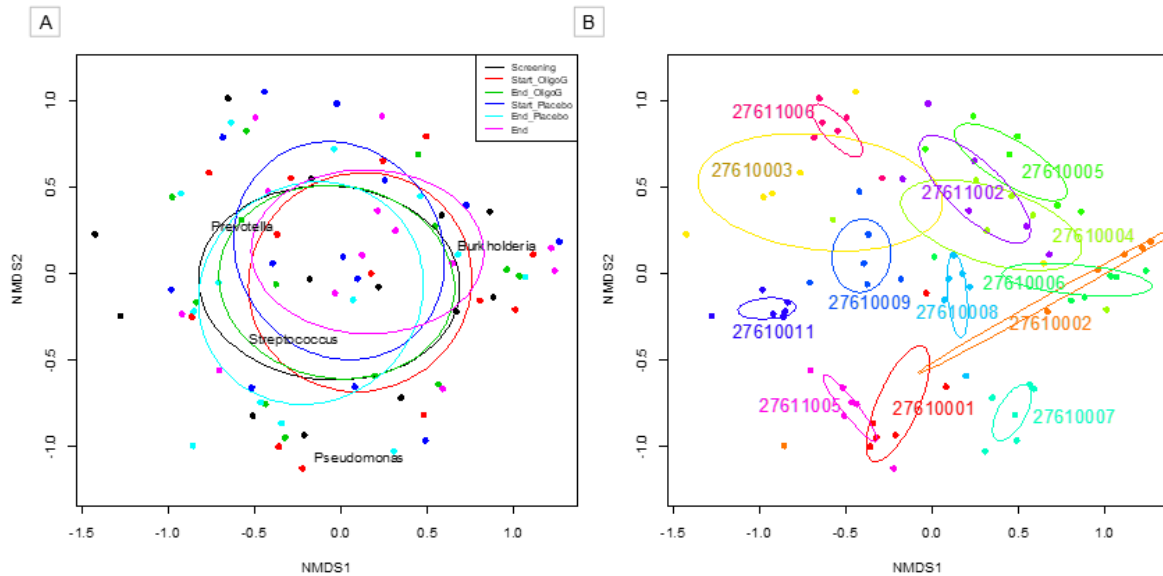 A
B
Screening
Start_OligoG
End_OligoG
Start_Placebo
End_Placebo
End
Prevotella
Burkholderia
Streptococcus
Pseudomonas
NMDS2
1.0
0.5
0.0
-0.5
-1.0
-1.5
-1.0
-0.5
0.0
0.5
1.0
NMDS1
27611006
27610003
27610005
27611002
27610004
27610006
27610009
27610008
27610002
27610011
27611005
27610001
27610007
NMDS2
1.0
0.5
0.0
-0.5
-1.0
-1.5
-1.0
-0.5
0.0
0.5
1.0
NMDS1